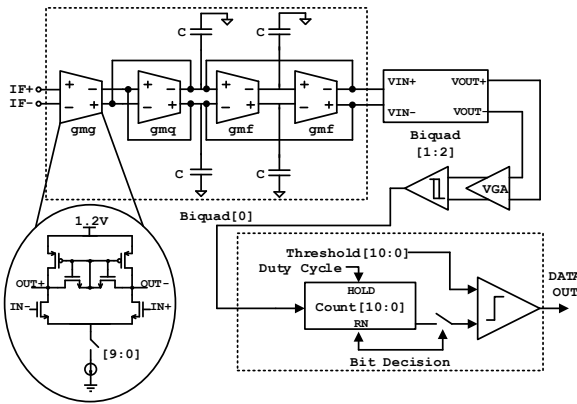 C
C
IF+
IF-
+ - + - + - + -
- + - + - + - +
gmg
gmq
gmf
gmf
C
C
VIN+
VOUT+
VIN-
VOUT-
Biquad
[1:2]
VGA
Biquad[0]
1.2V
OUT+
OUT-
IN-
IN+
[9:0]
Threshold[10:0]
Duty Cycle
HOLD
Count[10:0]
RN
Bit Decision
DATA
OUT